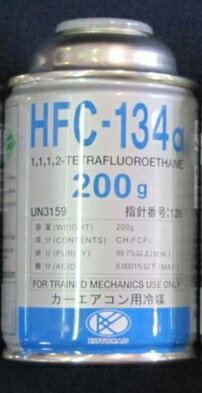 HFC-134a
1,1,1,2-TETRAFLUOROETHANE
200g
UN3159 指針番号:126
容量(WEIGHT) 200g
成分(CONTENTS) CH₂FCF₃
純分(PURITY) 99.7%以上(MIN.)
酸分(ACID) 0.0001%以下(MAX.)
FOR TRAINED MECHANICS USE ONLY
カーエアコン用冷媒